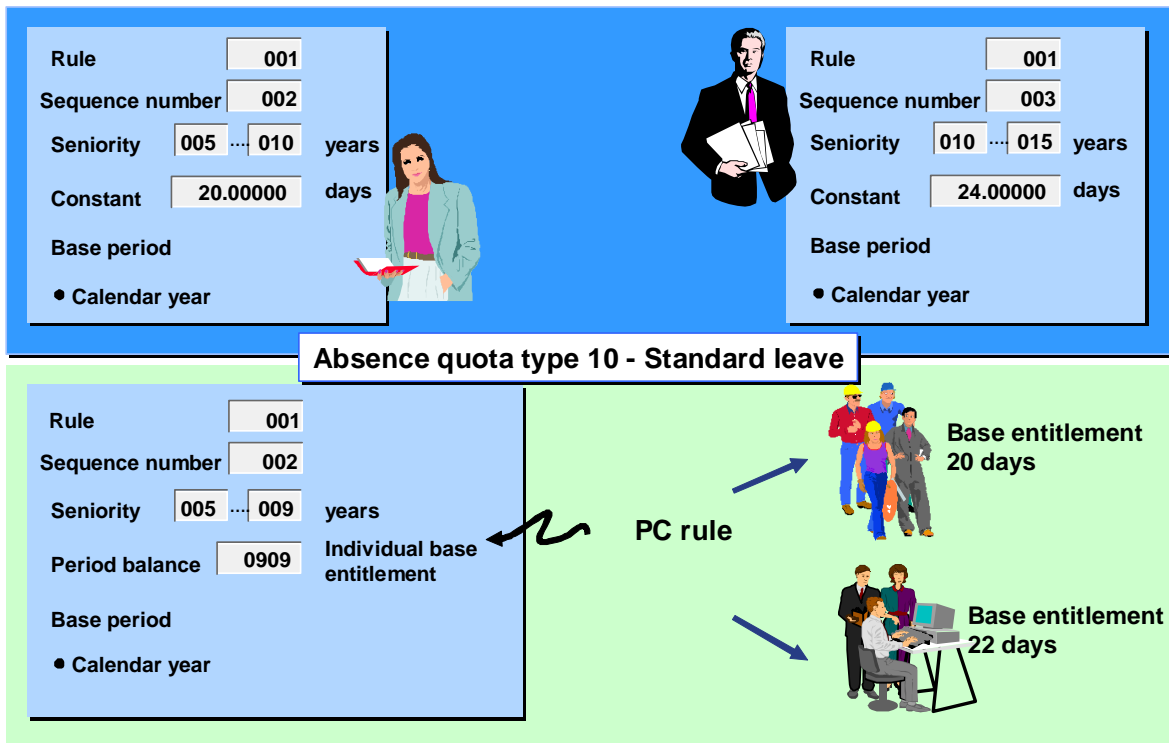 Rule 001
Sequence number 002
Seniority 005 .... 010 years
Constant 20.00000 days
Base period
• Calendar year
Rule 001
Sequence number 003
Seniority 010 .... 015 years
Constant 24.00000 days
Base period
• Calendar year
Absence quota type 10 - Standard leave
Rule 001
Sequence number 002
Seniority 005 .... 009 years
Period balance 0909 Individual base
entitlement
Base period
• Calendar year
PC rule
Base entitlement
20 days
Base entitlement
22 days